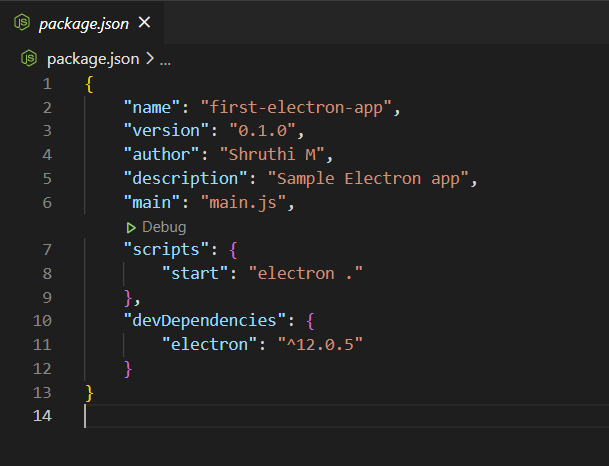 package.json
package.json > ...
1 {
2 "name": "first-electron-app",
3 "version": "0.1.0",
4 "author": "Shruthi M",
5 "description": "Sample Electron app",
6 "main": "main.js",
Debug
7 "scripts": {
8 "start": "electron ."
9 },
10 "devDependencies": {
11 "electron": "^12.0.5"
12 }
13 }
14